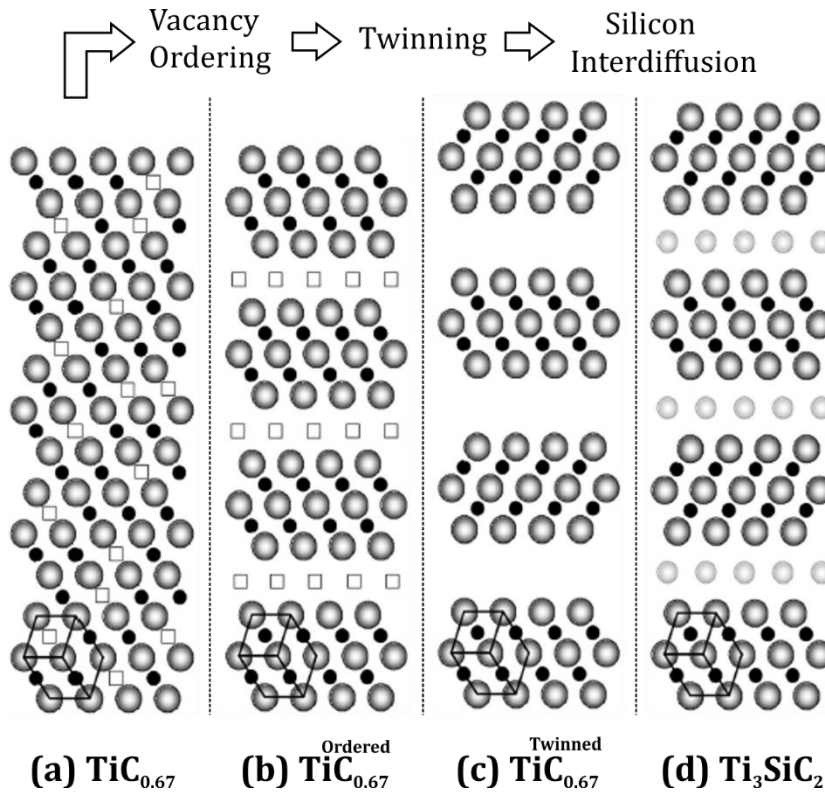 Vacancy
Ordering
Twinning
Silicon
Interdiffusion
(a) TiC0.67
(b) TiC0.67 Ordered
(c) TiC0.67 Twinned
(d) Ti3SiC2